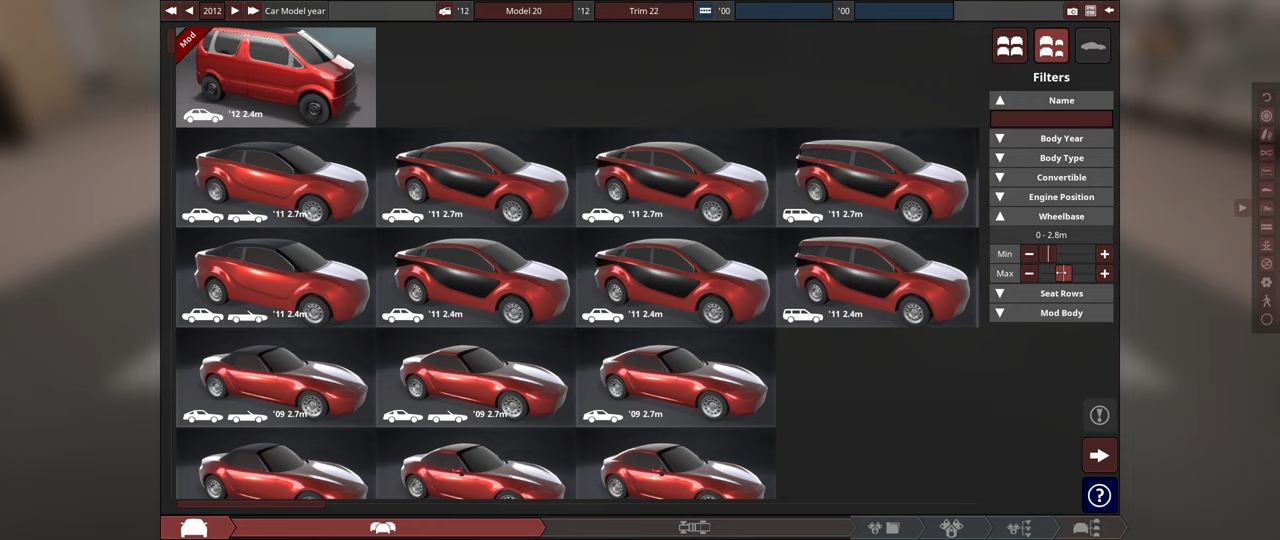 2012 Car Model year '12 Model 20 '12 Trim 22 '00 '00
Mod
'12 2.4m
'11 2.7m '11 2.7m '11 2.7m '11 2.7m
'11 2.4m '11 2.4m '11 2.4m '11 2.4m
'09 2.7m '09 2.7m '09 2.7m
Filters
Name
Body Year
Body Type
Convertible
Engine Position
Wheelbase
0 - 2.8m
Min
Max
Seat Rows
Mod Body
?